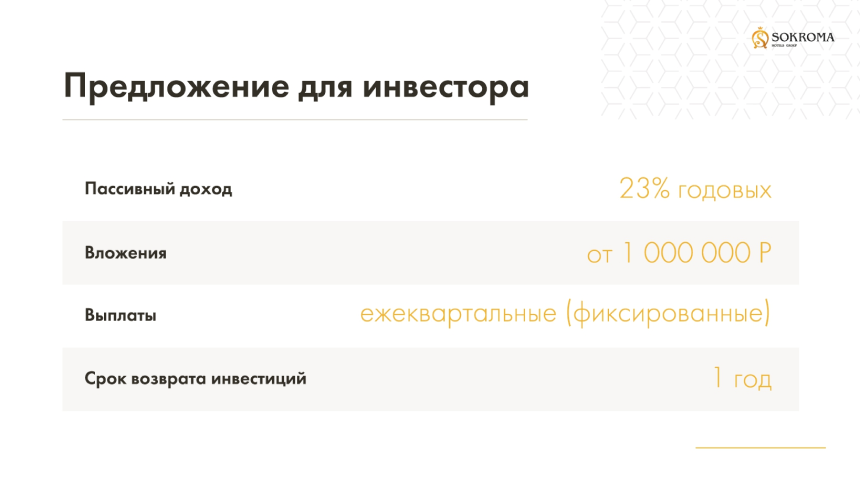 SOKROMA
HOTELS GROUP
Предложение для инвестора
Пассивный доход 23% годовых
Вложения от 1 000 000 Р
Выплаты ежеквартальные (фиксированные)
Срок возврата инвестиций 1 год